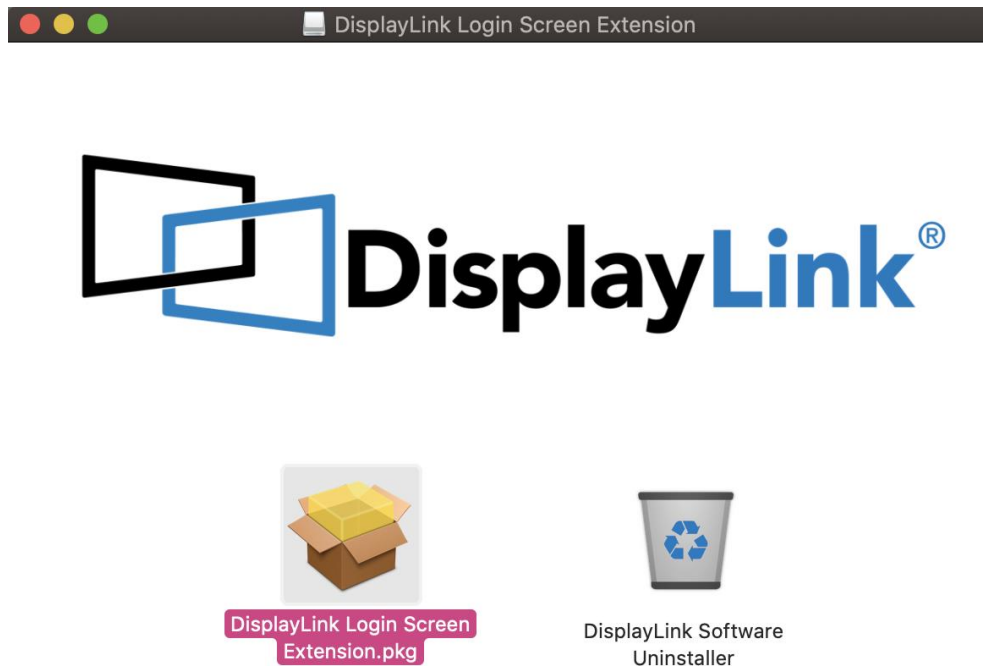 DisplayLink Login Screen Extension
DisplayLink®
DisplayLink Login Screen
Extension.pkg
DisplayLink Software
Uninstaller